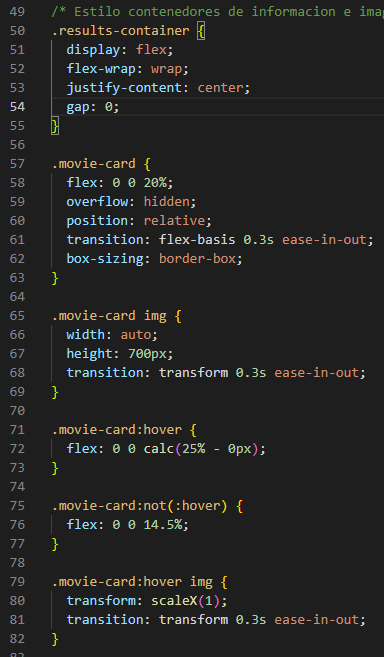 49 /* Estilo contenedores de informacion e
50 .results-container {
51 display: flex;
52 flex-wrap: wrap;
53 justify-content: center;
54 gap: 0;
55 }
56
57 .movie-card {
58 flex: 0 0 20%;
59 overflow: hidden;
60 position: relative;
61 transition: flex-basis 0.3s ease-in-out;
62 box-sizing: border-box;
63 }
64
65 .movie-card img {
66 width: auto;
67 height: 700px;
68 transition: transform 0.3s ease-in-out;
69 }
70
71 .movie-card:hover {
72 flex: 0 0 calc(25% - 0px);
73 }
74
75 .movie-card:not(:hover) {
76 flex: 0 0 14.5%;
77 }
78
79 .movie-card:hover img {
80 transform: scaleX(1);
81 transition: transform 0.3s ease-in-out;
82 }